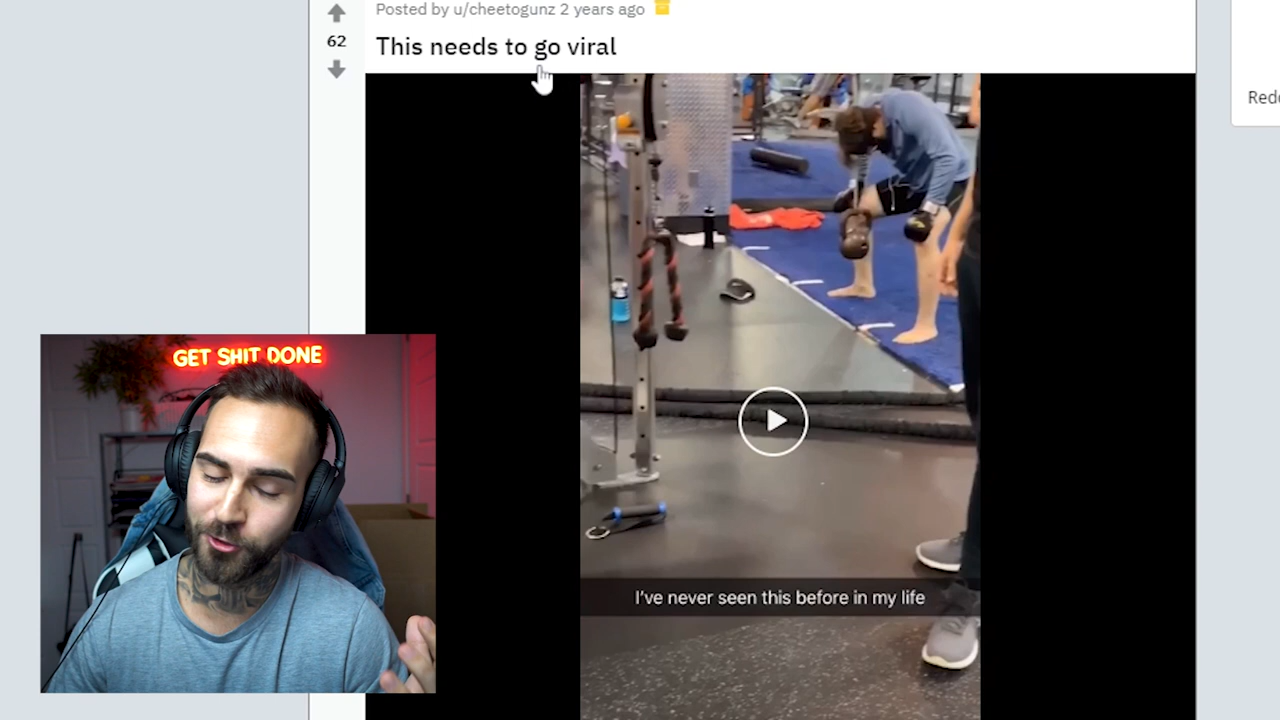 Posted by u/cheetogunz 2 years ago
62
This needs to go viral
GET SHIT DONE
I've never seen this before in my life